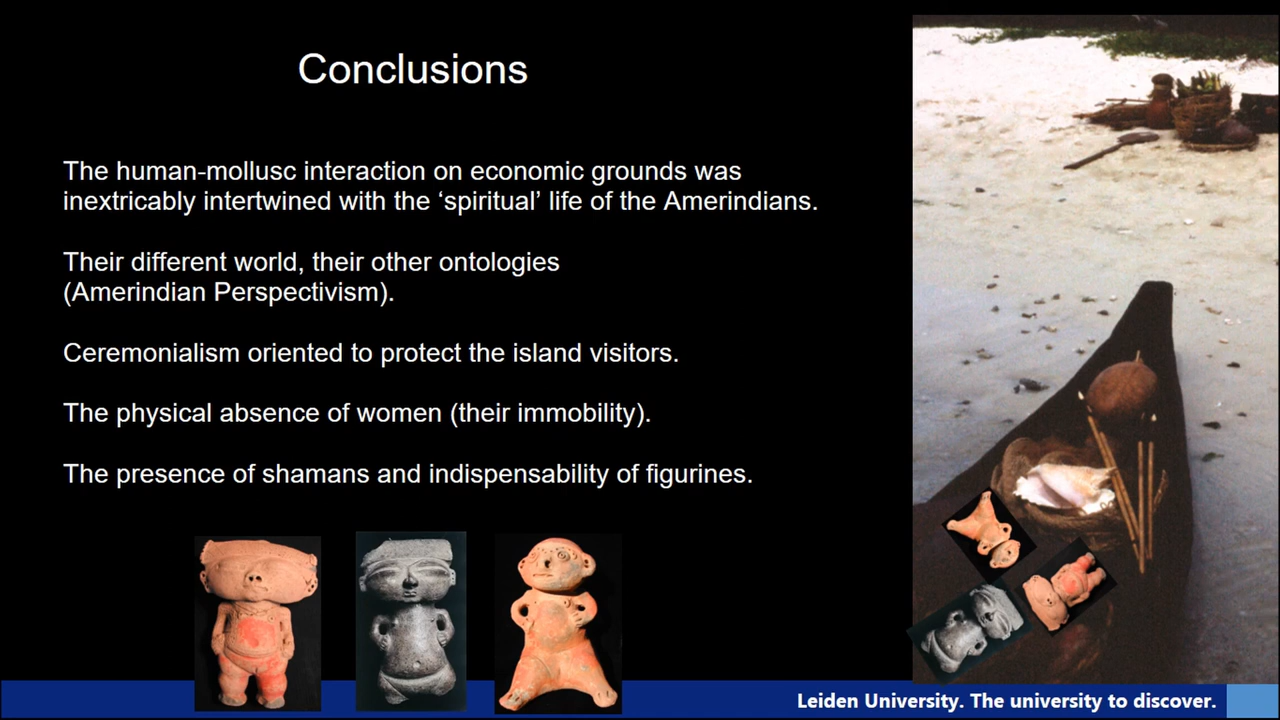 Conclusions
The human-mollusc interaction on economic grounds was
inextricably intertwined with the ‘spiritual’ life of the Amerindians.
Their different world, their other ontologies
(Amerindian Perspectivism).
Ceremonialism oriented to protect the island visitors.
The physical absence of women (their immobility).
The presence of shamans and indispensability of figurines.
Leiden University. The university to discover.